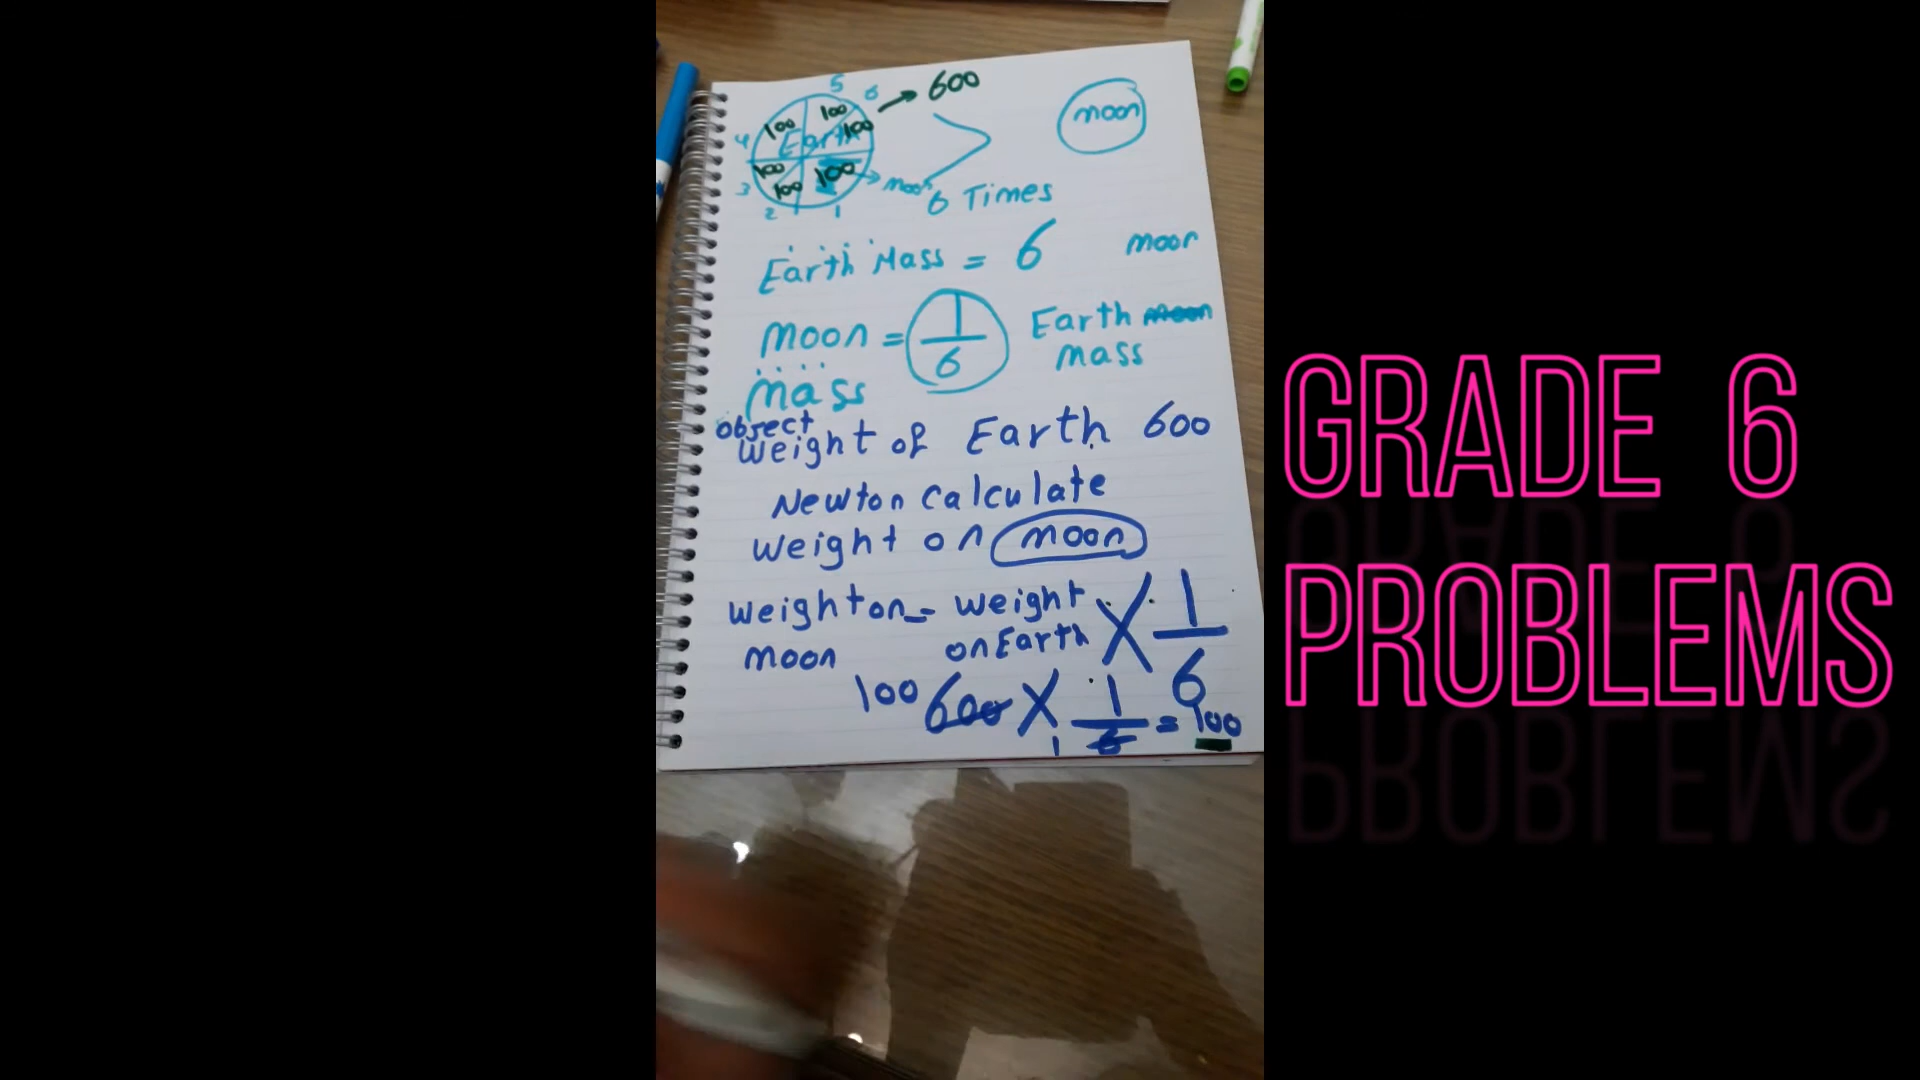 5
6
600
100
100
100
4
Earth
moon
100
100
100
moon
3
2
1
6 Times
Earth Mass = 6 moon
moon = 1/6 Earth moon
mass
mass
object
weight of Earth 600
Newton calculate
weight on moon
weight on = weight X 1/6
moon on Earth
100 600 X 1/6 = 100
1
GRADE 6
PROBLEMS